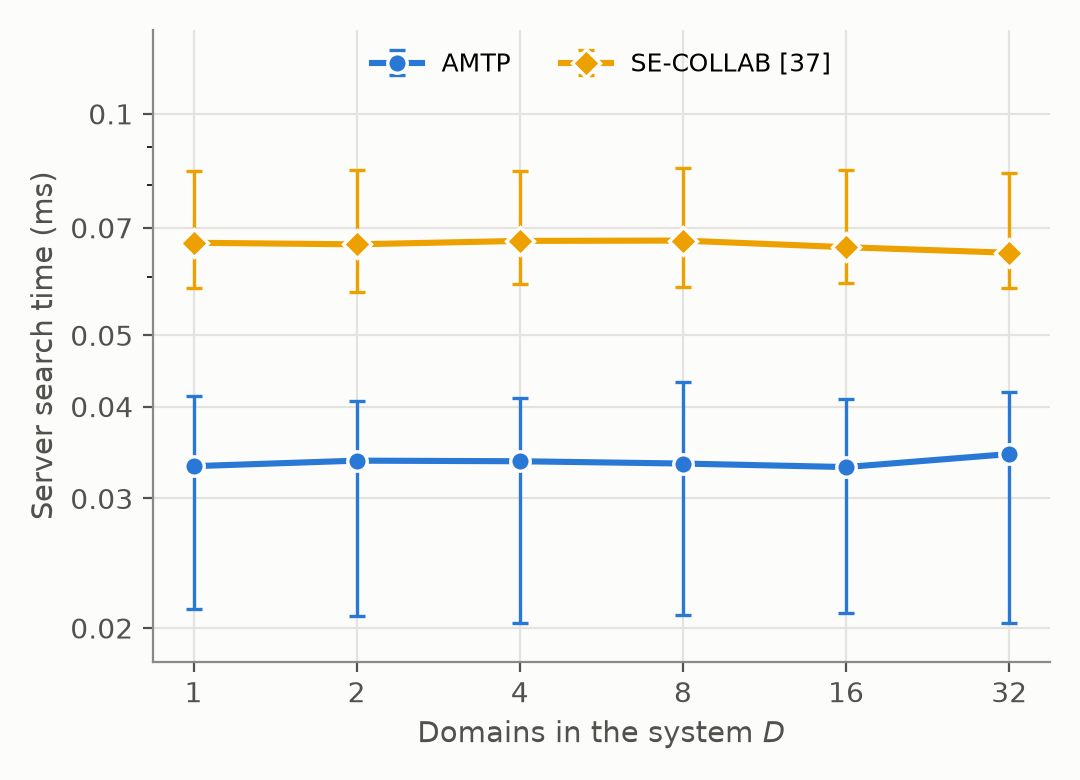 AMTP
SE-COLLAB [37]
Server search time (ms)
0.1
0.07
0.05
0.04
0.03
0.02
1 2 4 8 16 32
Domains in the system D